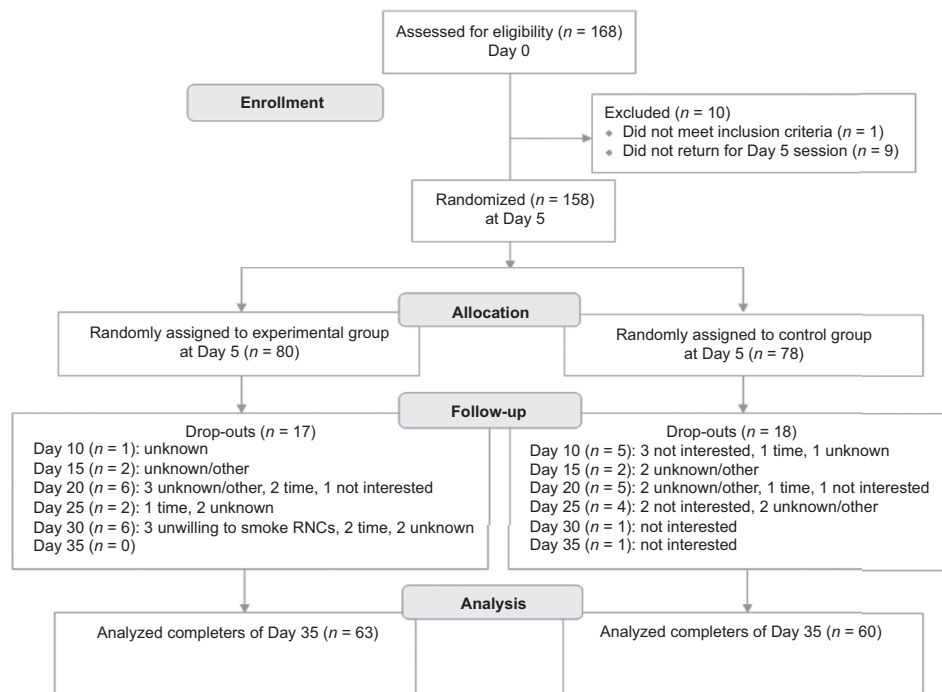 Assessed for eligibility (n = 168)
Day 0
Enrollment
Excluded (n = 10)
◆ Did not meet inclusion criteria (n = 1)
◆ Did not return for Day 5 session (n = 9)
Randomized (n = 158)
at Day 5
Allocation
Randomly assigned to experimental group
at Day 5 (n = 80)
Randomly assigned to control group
at Day 5 (n = 78)
Follow-up
Drop-outs (n = 17)
Day 10 (n = 1): unknown
Day 15 (n = 2): unknown/other
Day 20 (n = 6): 3 unknown/other, 2 time, 1 not interested
Day 25 (n = 2): 1 time, 2 unknown
Day 30 (n = 6): 3 unwilling to smoke RNCs, 2 time, 2 unknown
Day 35 (n = 0)
Drop-outs (n = 18)
Day 10 (n = 5): 3 not interested, 1 time, 1 unknown
Day 15 (n = 2): 2 unknown/other
Day 20 (n = 5): 2 unknown/other, 1 time, 1 not interested
Day 25 (n = 4): 2 not interested, 2 unknown/other
Day 30 (n = 1): not interested
Day 35 (n = 1): not interested
Analysis
Analyzed completers of Day 35 (n = 63)
Analyzed completers of Day 35 (n = 60)